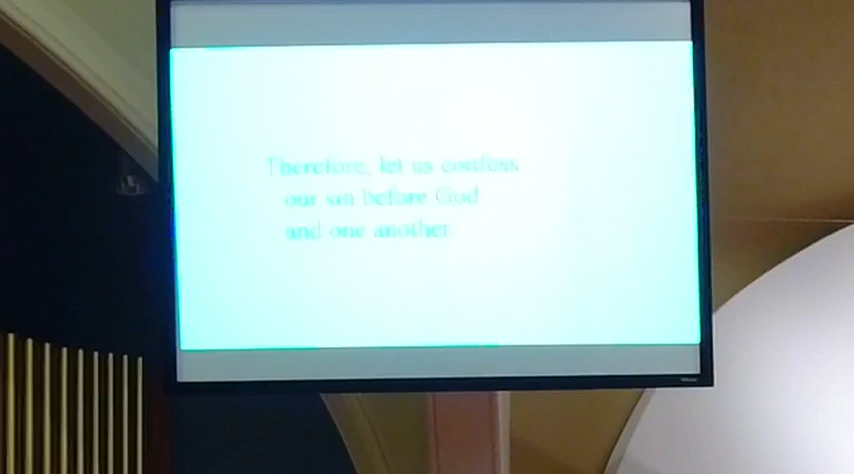 Therefore, let us confess
our sin before God
and one another.